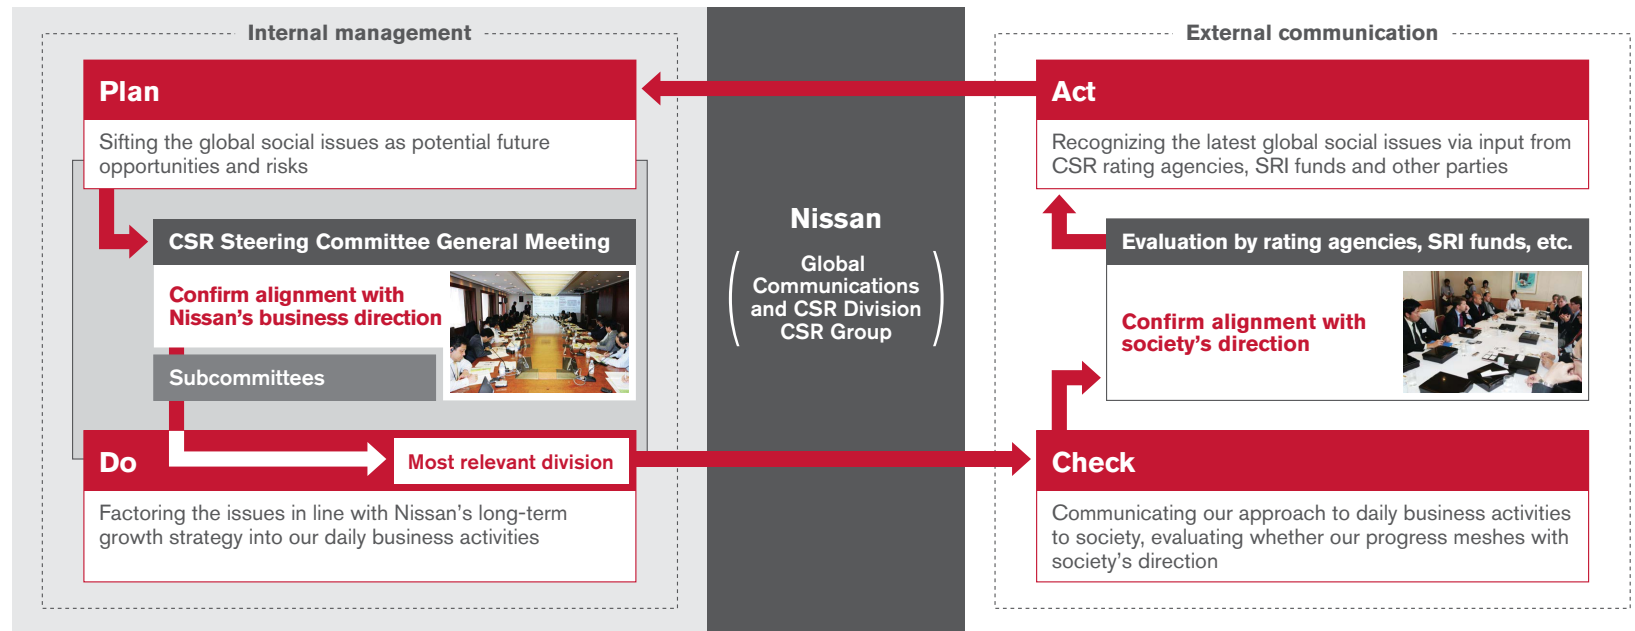 Internal management
Plan
Sifting the global social issues as potential future
opportunities and risks
CSR Steering Committee General Meeting
Confirm alignment with
Nissan's business direction
Subcommittees
Do
Most relevant division
Factoring the issues in line with Nissan's long-term
growth strategy into our daily business activities
Nissan
Global
Communications
and CSR Division
CSR Group
External communication
Act
Recognizing the latest global social issues via input from
CSR rating agencies, SRI funds and other parties
Evaluation by rating agencies, SRI funds, etc.
Confirm alignment with
society's direction
Check
Communicating our approach to daily business activities
to society, evaluating whether our progress meshes with
society's direction